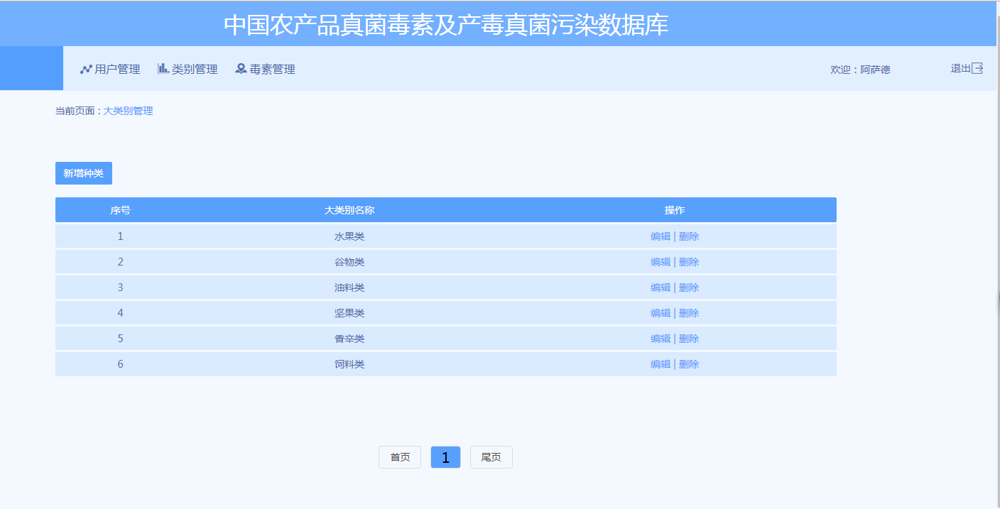 中国农产品真菌毒素及产毒真菌污染数据库
用户管理 类别管理 毒素管理 欢迎：阿萨德 退出
当前页面 : 大类别管理
新增种类
序号 大类别名称 操作
1 水果类 编辑 | 删除
2 谷物类 编辑 | 删除
3 油料类 编辑 | 删除
4 坚果类 编辑 | 删除
5 香辛类 编辑 | 删除
6 饲料类 编辑 | 删除
首页 1 尾页